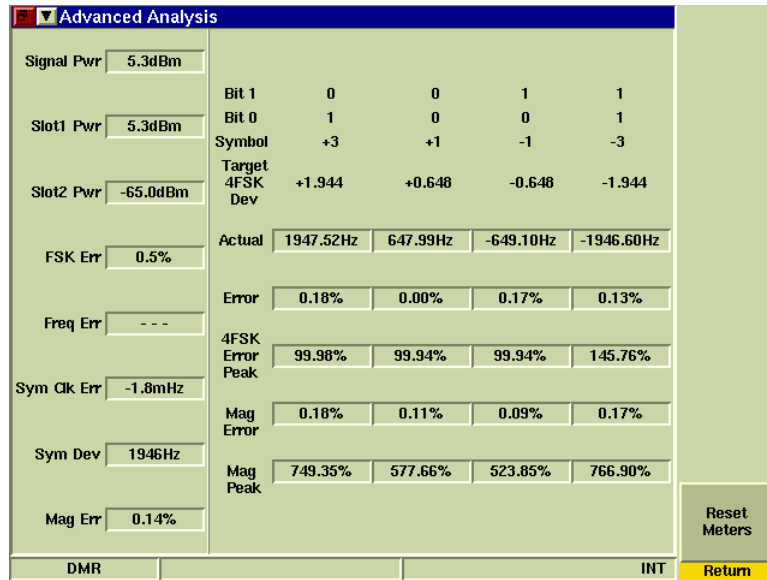 Advanced Analysis
Signal Pwr 5.3dBm
Slot1 Pwr 5.3dBm
Slot2 Pwr -65.0dBm
FSK Err 0.5%
Freq Err - - -
Sym Clk Err -1.8mHz
Sym Dev 1946Hz
Mag Err 0.14%
Bit 1 0 0 1 1
Bit 0 1 0 0 1
Symbol +3 +1 -1 -3
Target
4FSK +1.944 +0.648 -0.648 -1.944
Dev
Actual 1947.52Hz 647.99Hz -649.10Hz -1946.60Hz
Error 0.18% 0.00% 0.17% 0.13%
4FSK
Error 99.98% 99.94% 99.94% 145.76%
Peak
Mag 0.18% 0.11% 0.09% 0.17%
Error
Mag 749.35% 577.66% 523.85% 766.90%
Peak
Reset
Meters
DMR INT Return